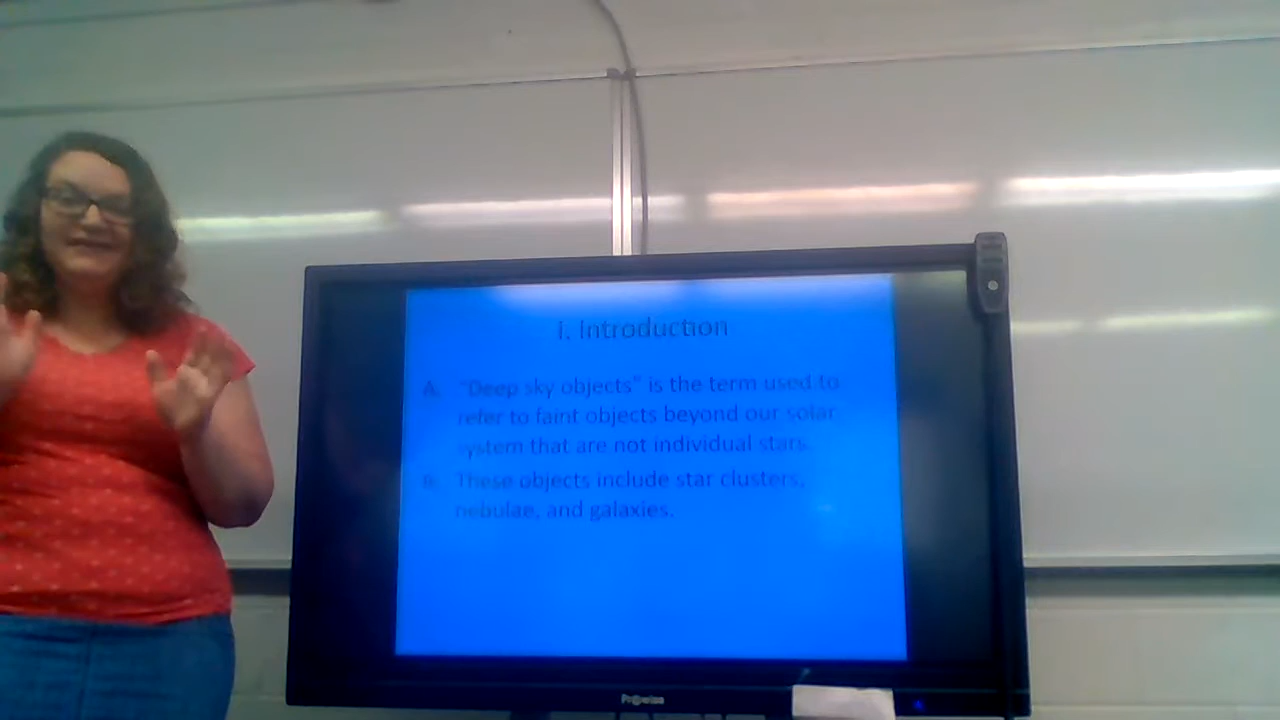 I. Introduction
A. "Deep sky objects" is the term used to
refer to faint objects beyond our solar
system that are not individual stars.
B. These objects include star clusters,
nebulae, and galaxies.
Prowise